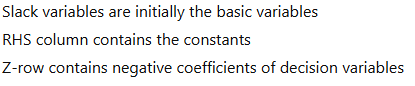 Slack variables are initially the basic variables
RHS column contains the constants
Z-row contains negative coefficients of decision variables